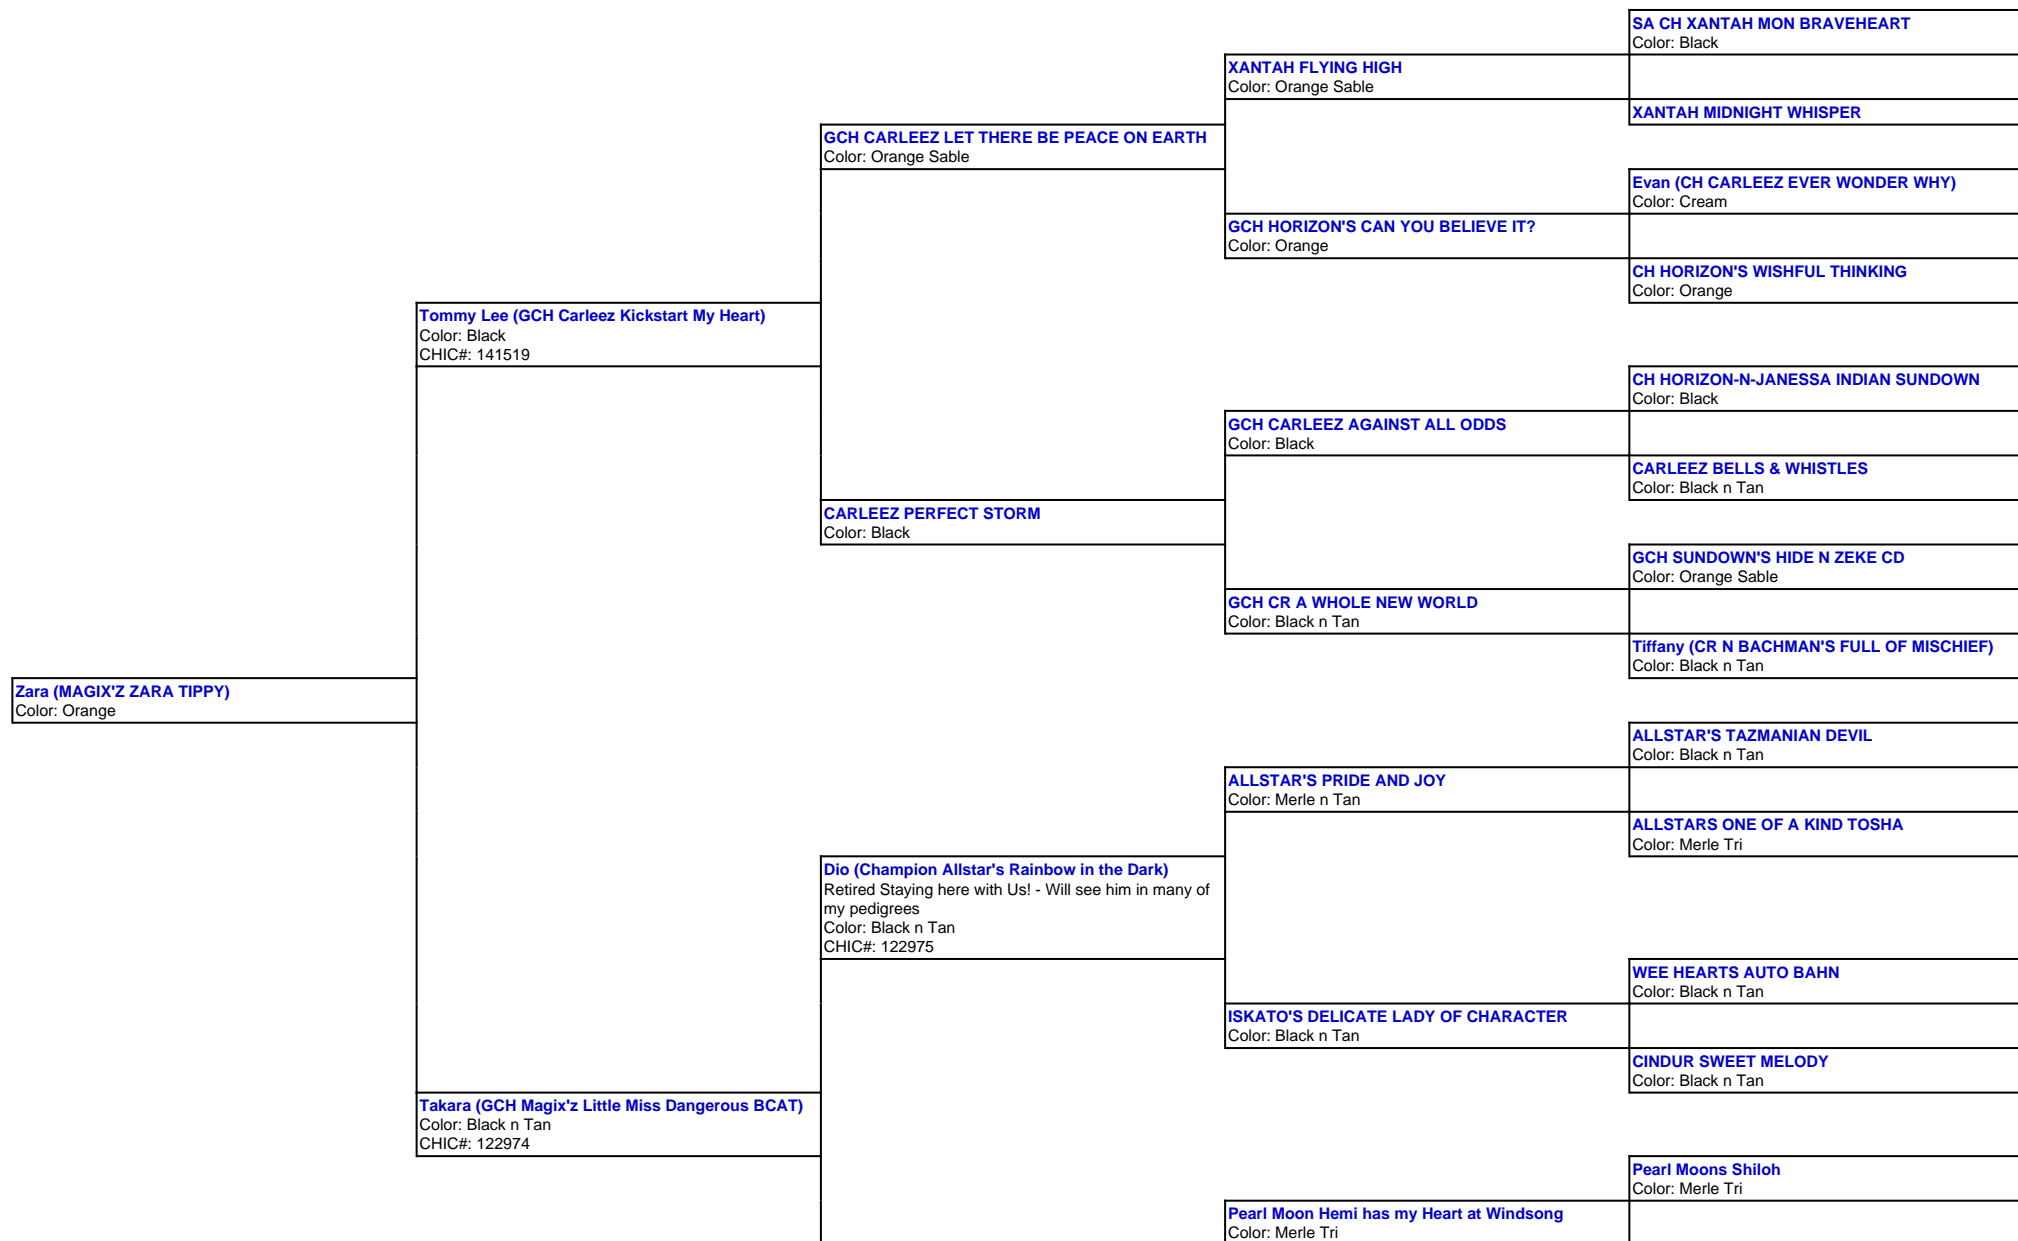 SA CH XANTAH MON BRAVEHEART
Color: Black
XANTAH FLYING HIGH
Color: Orange Sable
XANTAH MIDNIGHT WHISPER
GCH CARLEEZ LET THERE BE PEACE ON EARTH
Color: Orange Sable
Evan (CH CARLEEZ EVER WONDER WHY)
Color: Cream
GCH HORIZON'S CAN YOU BELIEVE IT?
Color: Orange
CH HORIZON'S WISHFUL THINKING
Color: Orange
Tommy Lee (GCH Carleez Kickstart My Heart)
Color: Black
CHIC#: 141519
CH HORIZON-N-JANESSA INDIAN SUNDOWN
Color: Black
GCH CARLEEZ AGAINST ALL ODDS
Color: Black
CARLEEZ BELLS & WHISTLES
Color: Black n Tan
CARLEEZ PERFECT STORM
Color: Black
GCH SUNDOWN'S HIDE N ZEKE CD
Color: Orange Sable
GCH CR A WHOLE NEW WORLD
Color: Black n Tan
Tiffany (CR N BACHMAN'S FULL OF MISCHIEF)
Color: Black n Tan
Zara (MAGIX'Z ZARA TIPPY)
Color: Orange
ALLSTAR'S TAZMANIAN DEVIL
Color: Black n Tan
ALLSTAR'S PRIDE AND JOY
Color: Merle n Tan
ALLSTARS ONE OF A KIND TOSHA
Color: Merle Tri
Dio (Champion Allstar's Rainbow in the Dark)
Retired Staying here with Us! - Will see him in many of
my pedigrees
Color: Black n Tan
CHIC#: 122975
WEE HEARTS AUTO BAHN
Color: Black n Tan
ISKATO'S DELICATE LADY OF CHARACTER
Color: Black n Tan
CINDUR SWEET MELODY
Color: Black n Tan
Takara (GCH Magix'z Little Miss Dangerous BCAT)
Color: Black n Tan
CHIC#: 122974
Pearl Moons Shiloh
Color: Merle Tri
Pearl Moon Hemi has my Heart at Windsong
Color: Merle Tri